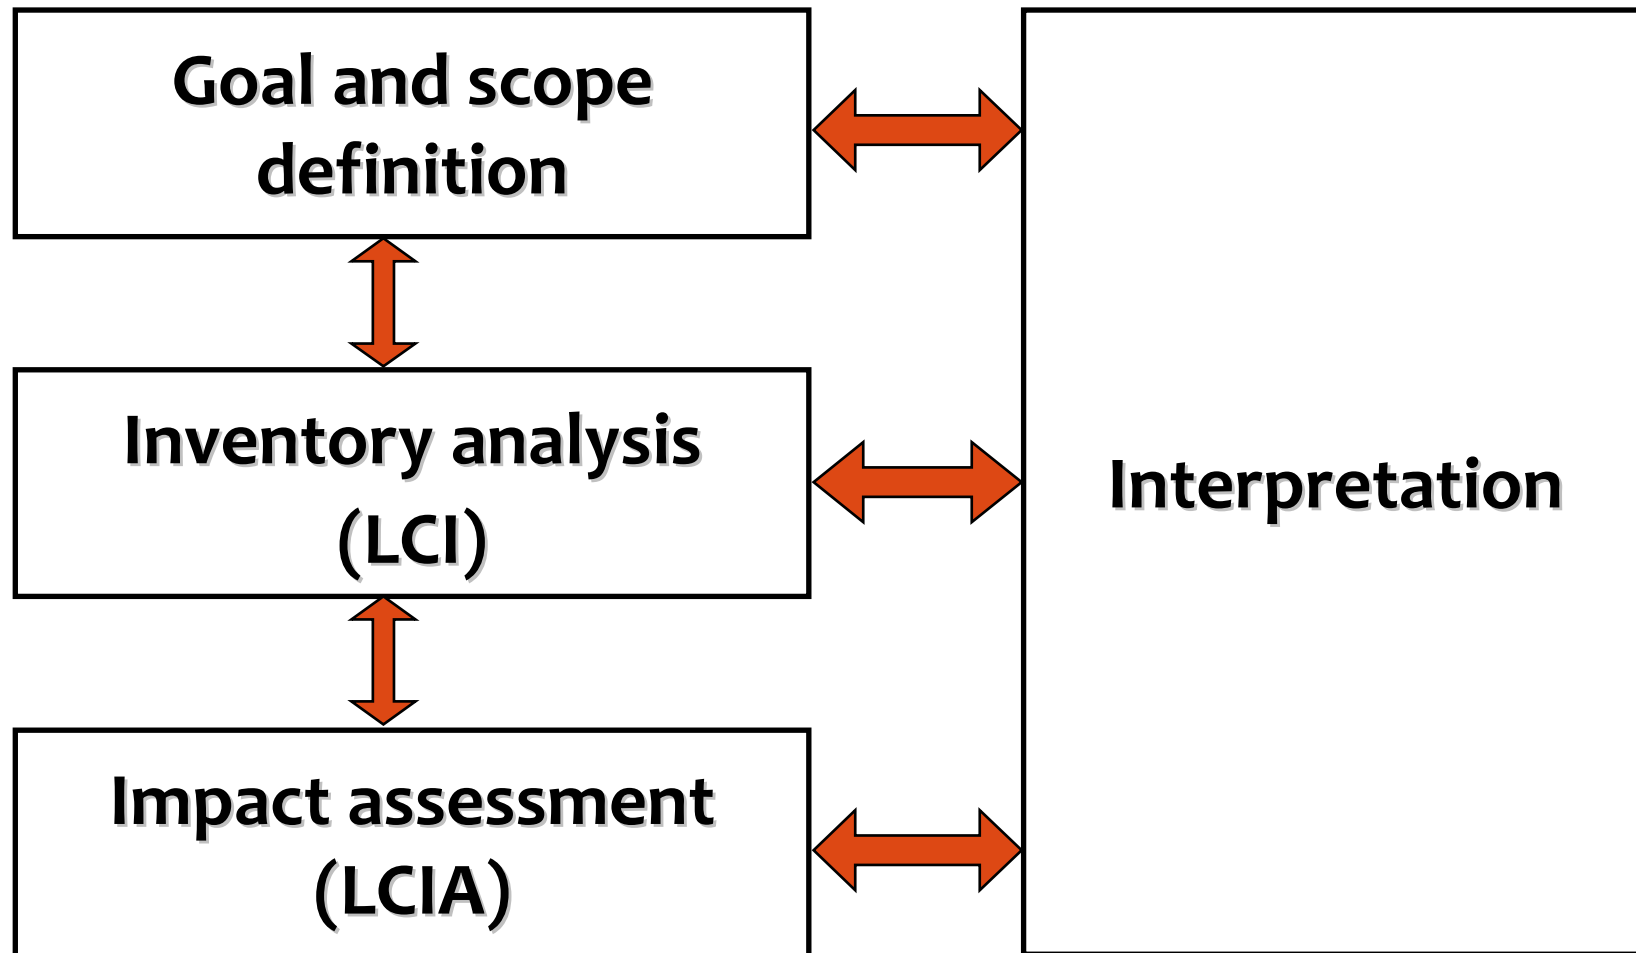 Goal and scope
definition
Inventory analysis
(LCI)
Interpretation
Impact assessment
(LCIA)